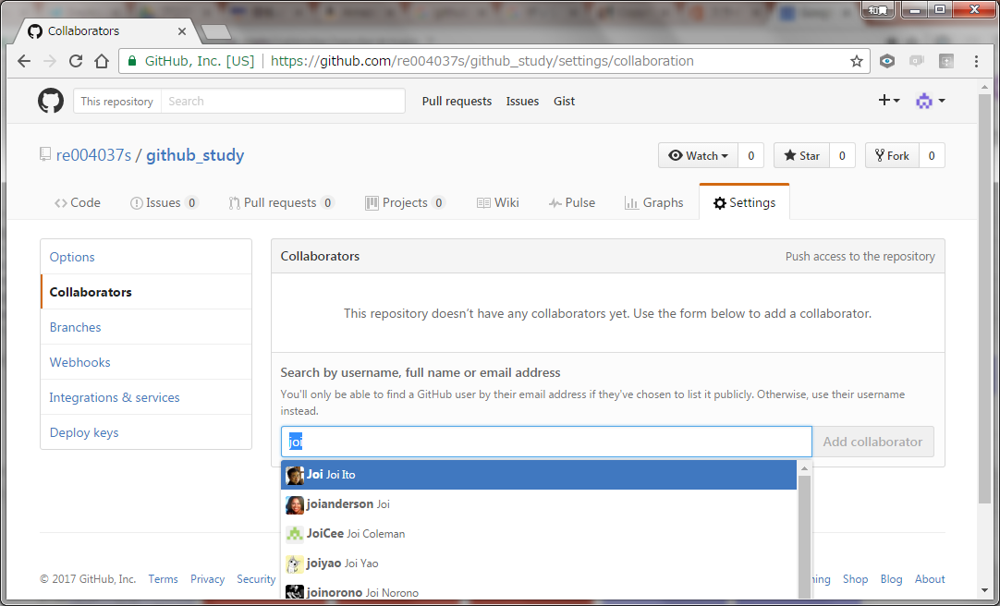 和真
Collaborators
GitHub, Inc. [US] https://github.com/re004037s/github_study/settings/collaboration
This repository Search Pull requests Issues Gist
re004037s / github_study Watch 0 Star 0 Fork 0
Code Issues 0 Pull requests 0 Projects 0 Wiki Pulse Graphs Settings
Options
Collaborators
Branches
Webhooks
Integrations & services
Deploy keys
Collaborators Push access to the repository
This repository doesn't have any collaborators yet. Use the form below to add a collaborator.
Search by username, full name or email address
You'll only be able to find a GitHub user by their email address if they've chosen to list it publicly. Otherwise, use their username
instead.
joi Add collaborator
Joi Joi Ito
joianderson Joi
JoiCee Joi Coleman
joiyao Joi Yao
joinorono Joi Norono
© 2017 GitHub, Inc. Terms Privacy Security Shop Blog About